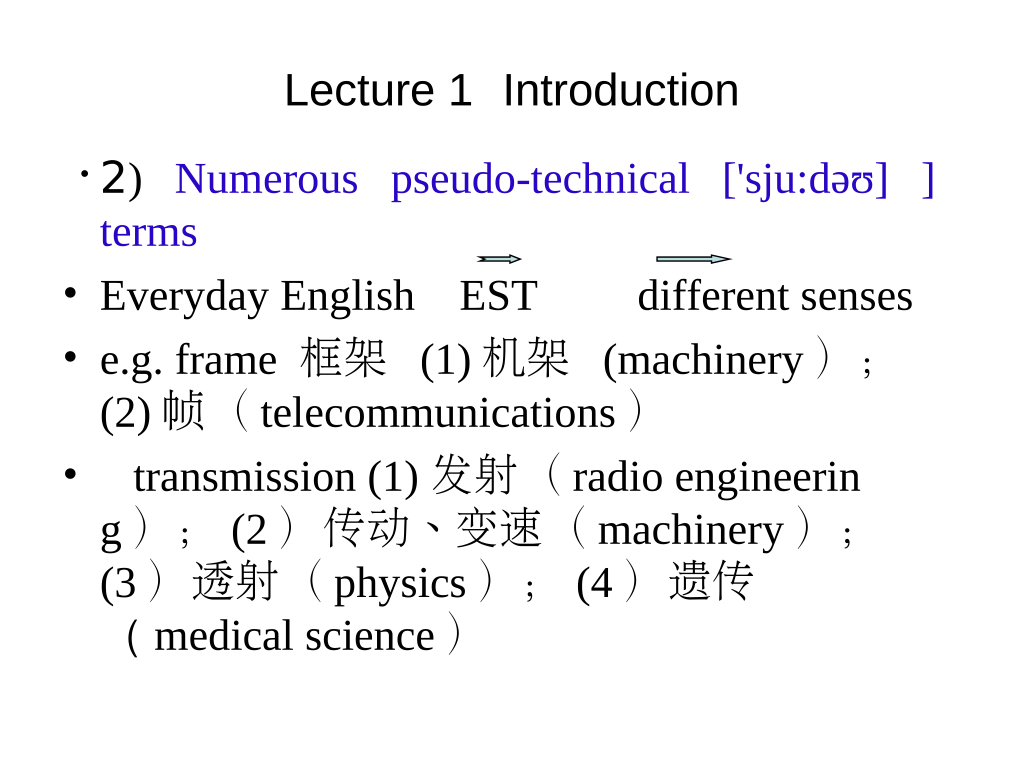 Lecture 1 Introduction
• 2) Numerous pseudo-technical ['sju:dəʊ] ]
terms
• Everyday English EST different senses
• e.g. frame 框架 (1) 机架 (machinery ）;
(2) 帧（ telecommunications ）
• transmission (1) 发射（ radio engineerin
g ）; (2 ）传动、变速（ machinery ）;
(3 ）透射（ physics ）; (4 ）遗传
（ medical science ）